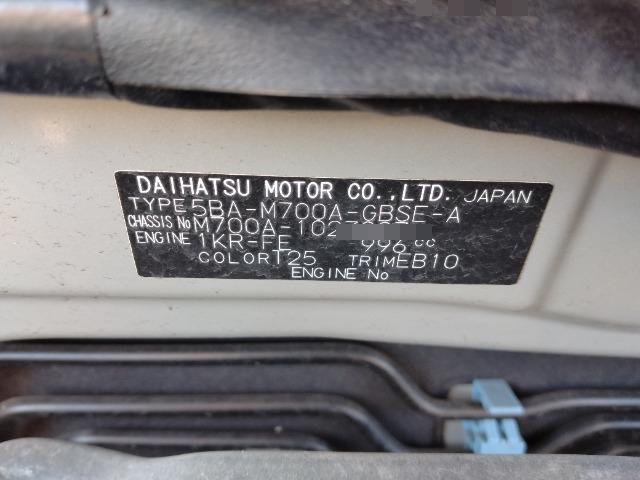 DAIHATSU MOTOR CO.,LTD. JAPAN
TYPE 5BA-M700A-GBSE-A
CHASSIS No M700A-102
ENGINE 1KR-FE 996 cc
COLOR T25 TRIM EB10
ENGINE No